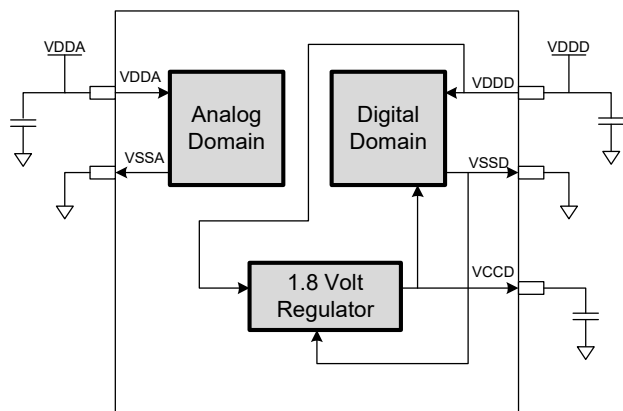 VDDA
VDDD
VDDA
Analog
Domain
Digital
Domain
VDDD
VSSA
VSSD
1.8 Volt
Regulator
VCCD